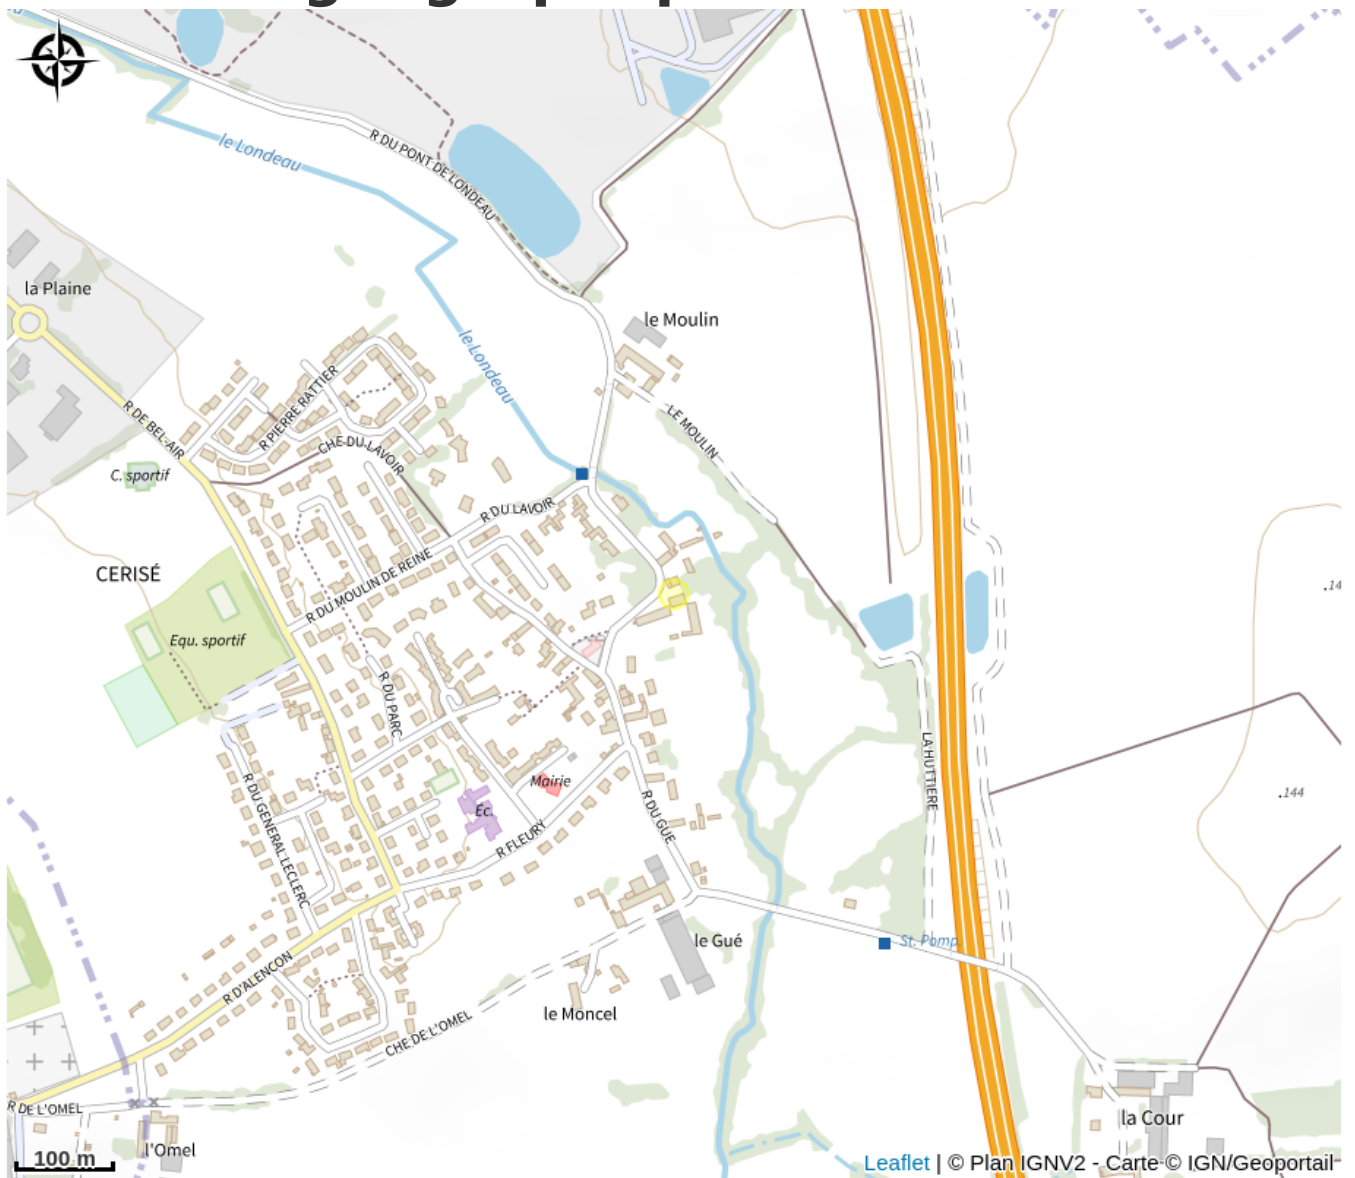 le Londeau
R DU PONT DE LONDEAU
la Plaine
le Moulin
le Londeau
R PIERRE RATTIER
R DE BEL-AIR
CHE DU LAVOIR
LE MOULIN
C. sportif
R DU LAVOIR
CERISÉ
R DU MOULIN DE REINE
Equ. sportif
R DU PARC
LA HUTTIERE
Mairie
.144
R DU GENERAL LECLERC
Ec.
R DU GUE
R FLEURY
le Gué
St. Pomp.
R D'ALENCON
le Moncel
CHE DE L'OMEL
R DE L'OMEL
la Cour
l'Omel
100 m
Leaflet | © Plan IGNV2 - Carte © IGN/Geoportail